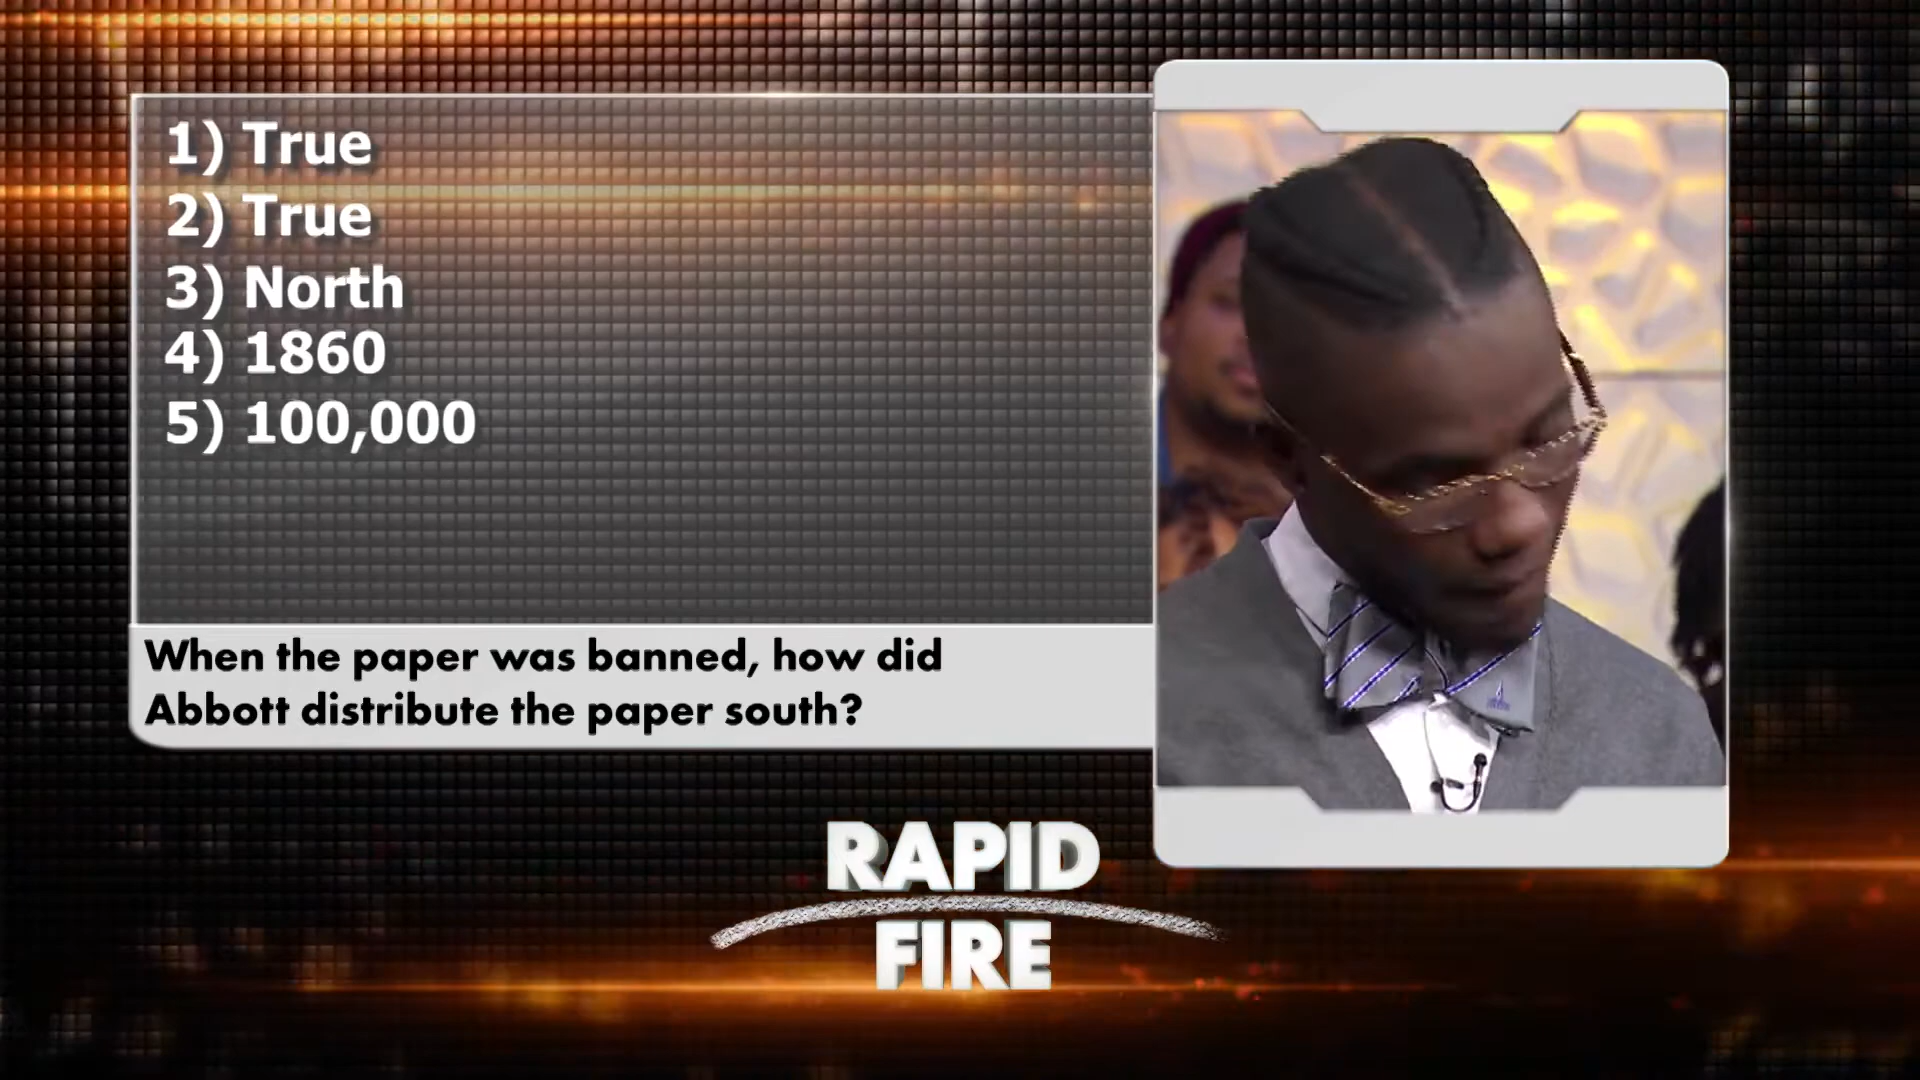 1) True
2) True
3) North
4) 1860
5) 100,000
When the paper was banned, how did
Abbott distribute the paper south?
RAPID
FIRE